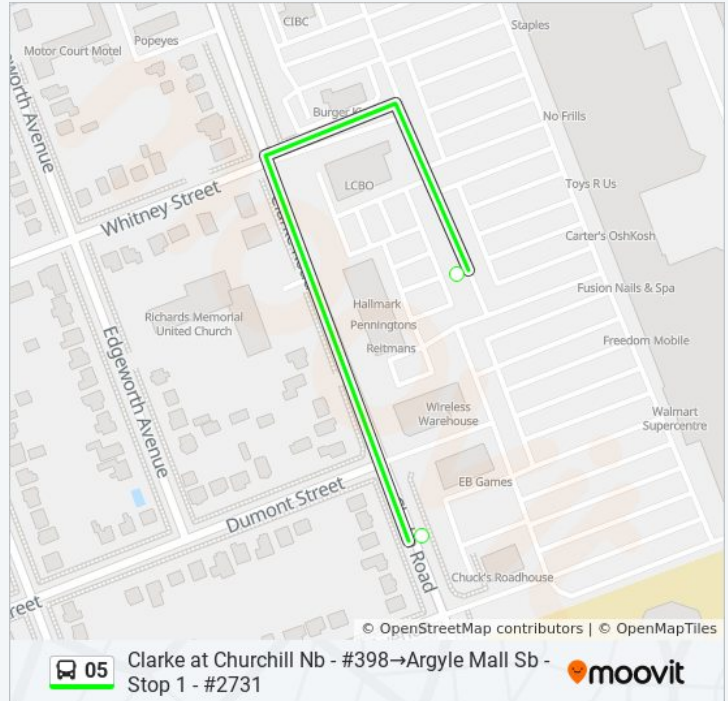 CIBC
Staples
Popeyes
Motor Court Motel
Edgeworth Avenue
Burger
No Frills
LCBO
Toys R Us
Whitney Street
Carter's OshKosh
Fusion Nails & Spa
Hallmark
Richards Memorial
United Church
Penningtons
Freedom Mobile
Reitmans
Edgeworth Avenue
Wireless
Warehouse
Walmart
Supercentre
EB Games
Dumont Street
Road
Chuck's Roadhouse
© OpenStreetMap contributors | © OpenMapTiles
05 Clarke at Churchill Nb - #398→Argyle Mall Sb -
Stop 1 - #2731
moovit